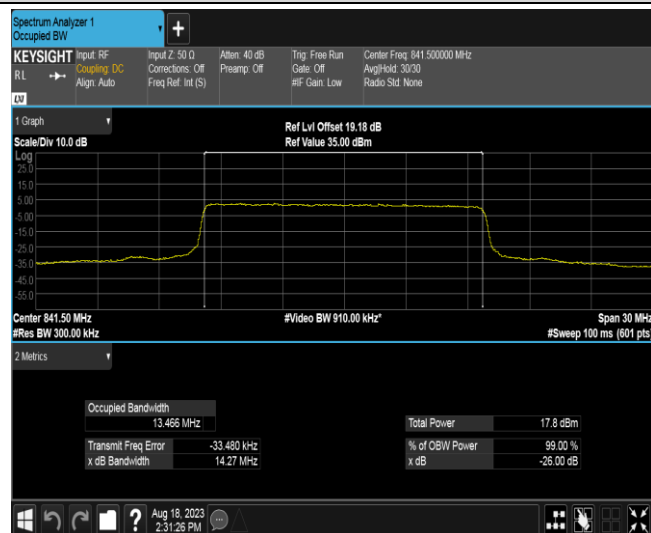 Spectrum Analyzer 1
Occupied BW
+
KEYSIGHT Input: RF Input Z: 50 Ω Atten: 40 dB Trig: Free Run Center Freq: 841.500000 MHz
RL Coupling: DC Corrections: Off Preamp: Off Gate: Off Avg|Hold: 30/30
Align: Auto Freq Ref: Int (S) #IF Gain: Low Radio Std: None
LXI
1 Graph
Ref Lvl Offset 19.18 dB
Scale/Div 10.0 dB Ref Value 35.00 dBm
Log
25.0
15.0
5.00
-5.00
-15.0
-25.0
-35.0
-45.0
-55.0
Center 841.50 MHz #Video BW 910.00 kHz* Span 30 MHz
#Res BW 300.00 kHz #Sweep 100 ms (601 pts
2 Metrics
Occupied Bandwidth
13.466 MHz Total Power 17.8 dBm
Transmit Freq Error -33.480 kHz % of OBW Power 99.00 %
x dB Bandwidth 14.27 MHz x dB -26.00 dB
? Aug 18, 2023
2:31:26 PM